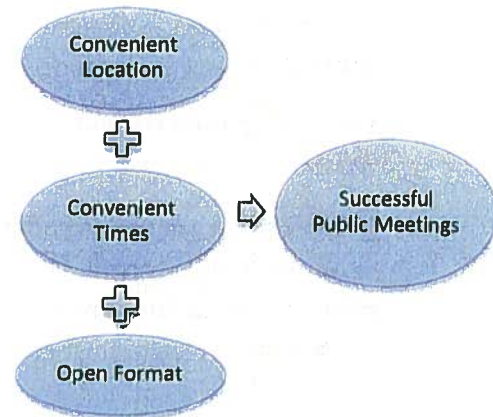 Convenient
Location
Convenient
Times
Successful
Public Meetings
Open Format